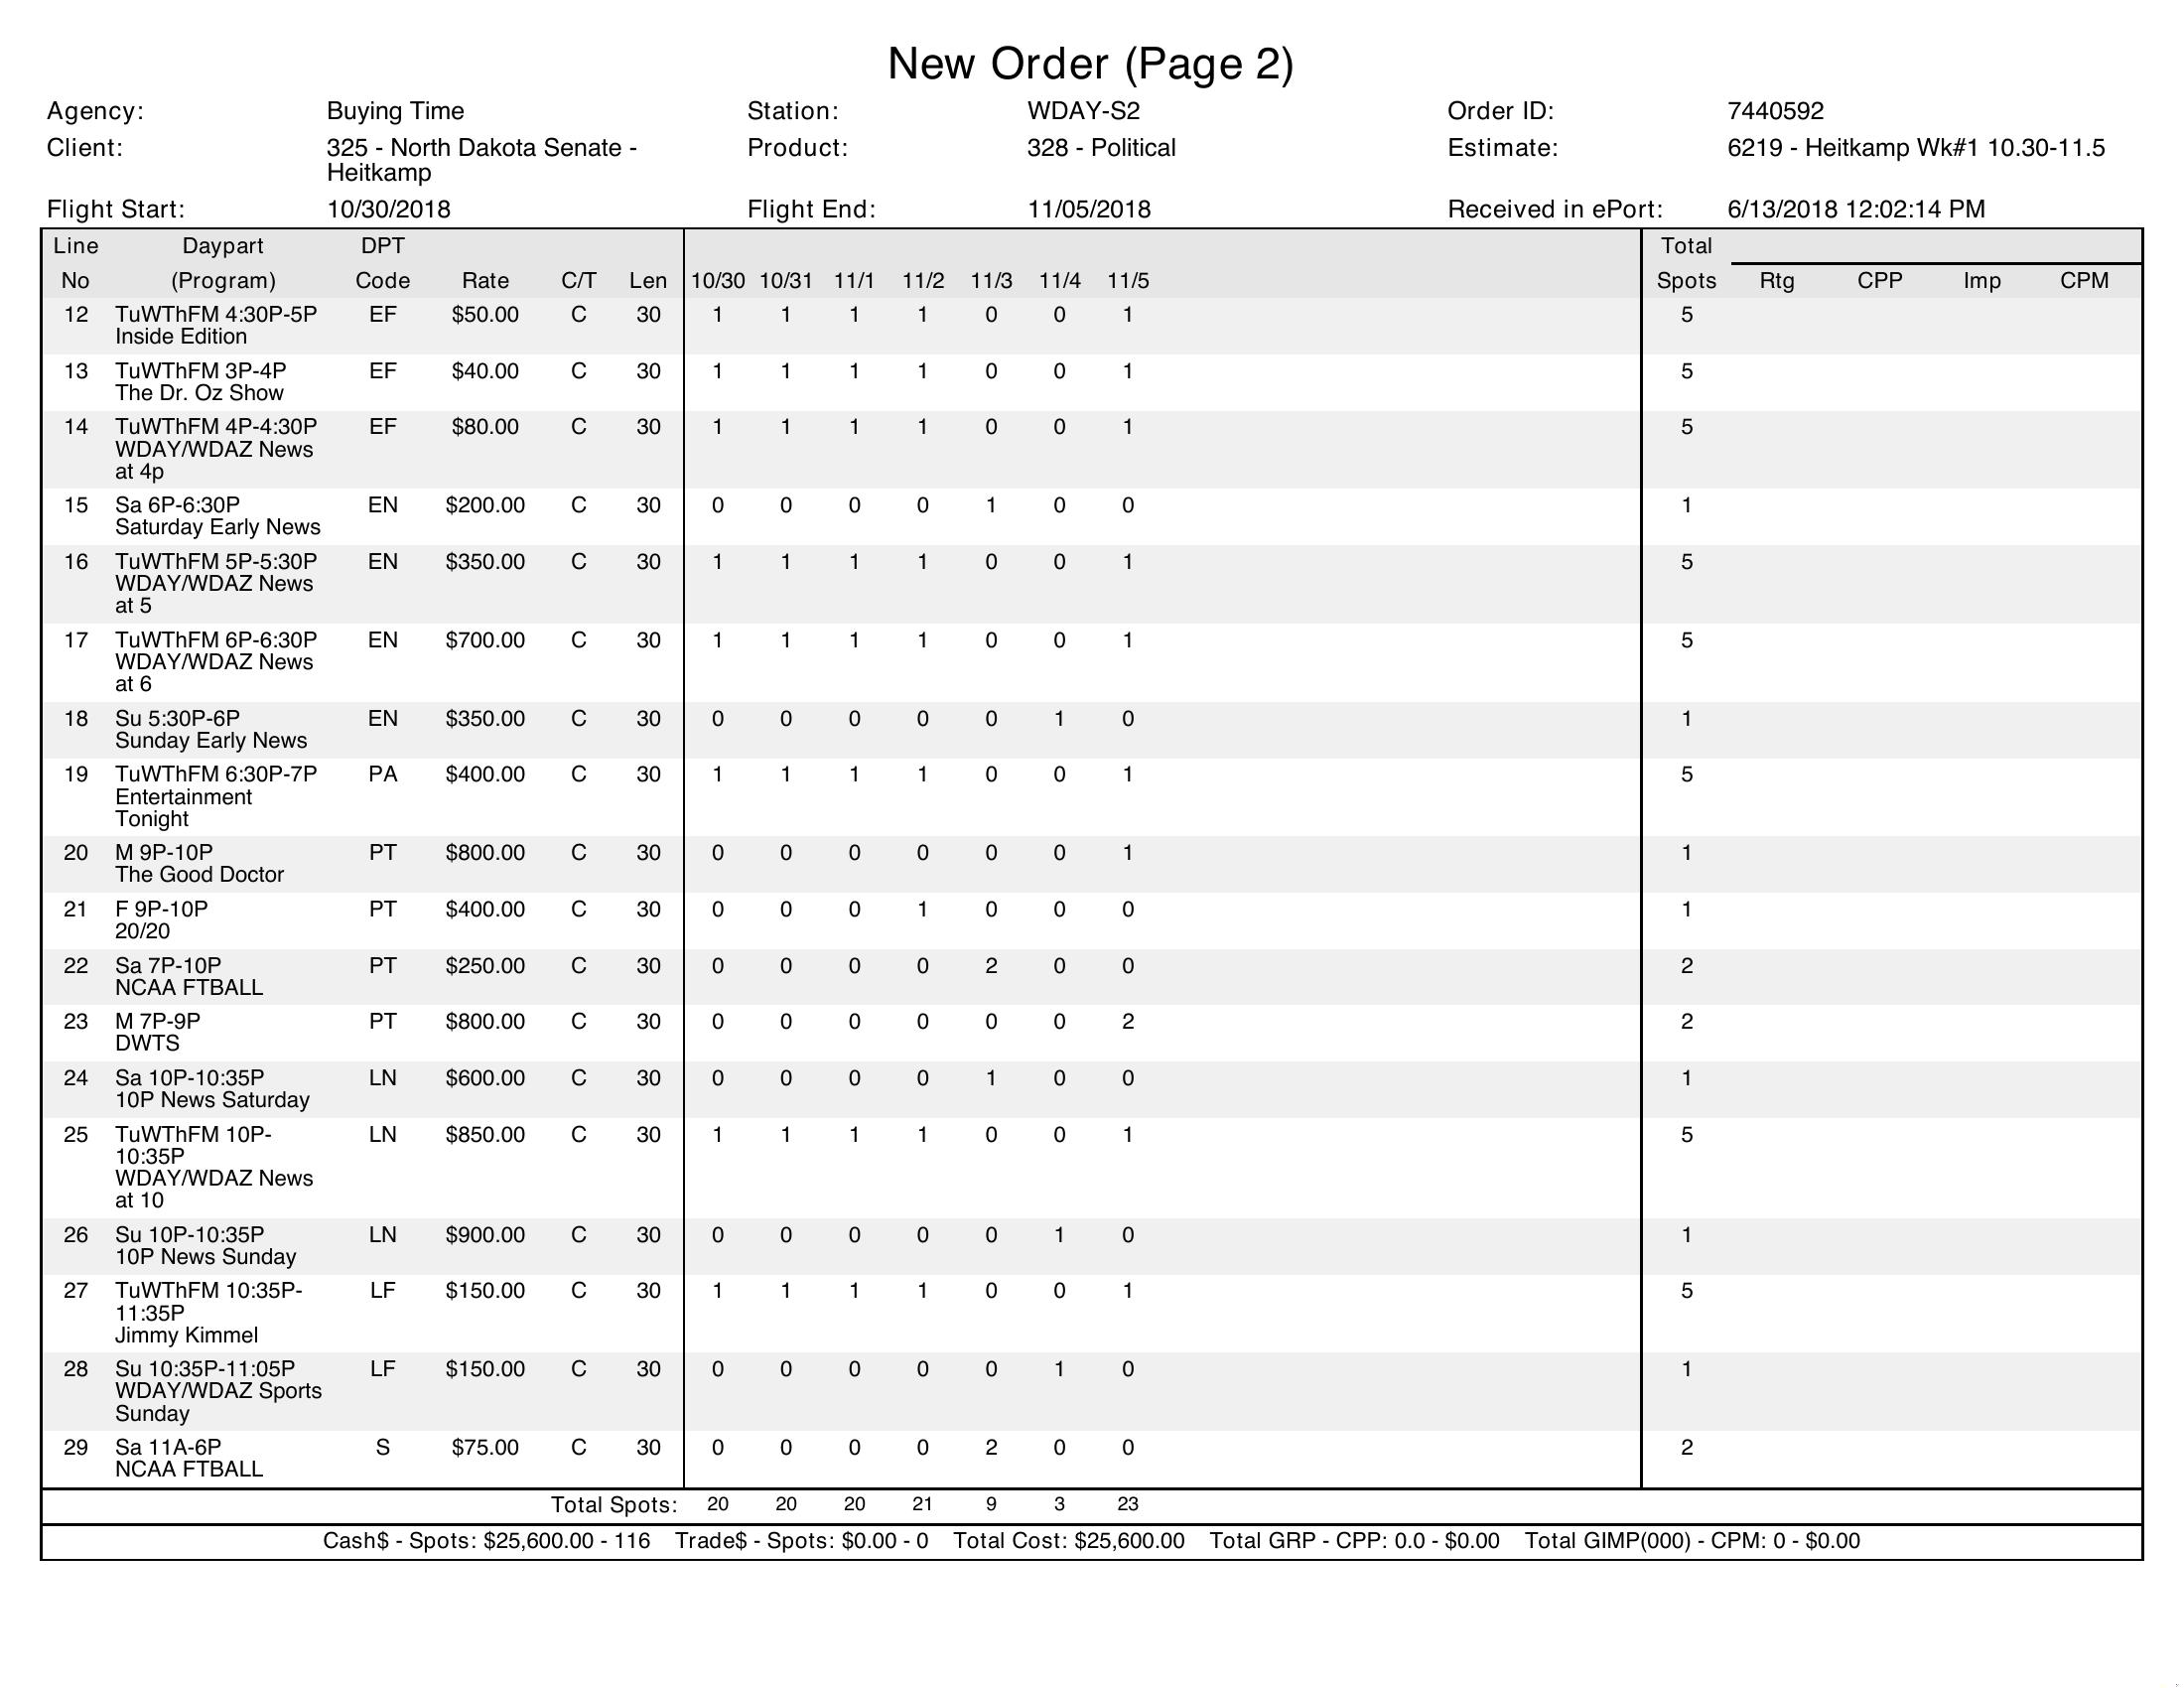 New Order (Page 2)
Agency: Buying Time Station: WDAY-S2 Order ID: 7440592
Client: 325 - North Dakota Senate - Product: 328 - Political Estimate: 6219 - Heitkamp Wk#1 10.30-11.5
Heitkamp
Flight Start: 10/30/2018 Flight End: 11/05/2018 Received in ePort: 6/13/2018 12:02:14 PM
Line Daypart DPT Total
No (Program) Code Rate C/T Len 10/30 10/31 11/1 11/2 11/3 11/4 11/5 Spots Rtg CPP Imp CPM
12 TuWThFM 4:30P-5P EF $50.00 C 30 1 1 1 1 0 0 1 5
Inside Edition
13 TuWThFM 3P-4P EF $40.00 C 30 1 1 1 1 0 0 1 5
The Dr. Oz Show
14 TuWThFM 4P-4:30P EF $80.00 C 30 1 1 1 1 0 0 1 5
WDAY/WDAZ News
at 4p
15 Sa 6P-6:30P EN $200.00 C 30 0 0 0 0 1 0 0 1
Saturday Early News
16 TuWThFM 5P-5:30P EN $350.00 C 30 1 1 1 1 0 0 1 5
WDAY/WDAZ News
at 5
17 TuWThFM 6P-6:30P EN $700.00 C 30 1 1 1 1 0 0 1 5
WDAY/WDAZ News
at 6
18 Su 5:30P-6P EN $350.00 C 30 0 0 0 0 0 1 0 1
Sunday Early News
19 TuWThFM 6:30P-7P PA $400.00 C 30 1 1 1 1 0 0 1 5
Entertainment
Tonight
20 M 9P-10P PT $800.00 C 30 0 0 0 0 0 0 1 1
The Good Doctor
21 F 9P-10P PT $400.00 C 30 0 0 0 1 0 0 0 1
20/20
22 Sa 7P-10P PT $250.00 C 30 0 0 0 0 2 0 0 2
NCAA FTBALL
23 M 7P-9P PT $800.00 C 30 0 0 0 0 0 0 2 2
DWTS
24 Sa 10P-10:35P LN $600.00 C 30 0 0 0 0 1 0 0 1
10P News Saturday
25 TuWThFM 10P- LN $850.00 C 30 1 1 1 1 0 0 1 5
10:35P
WDAY/WDAZ News
at 10
26 Su 10P-10:35P LN $900.00 C 30 0 0 0 0 0 1 0 1
10P News Sunday
27 TuWThFM 10:35P- LF $150.00 C 30 1 1 1 1 0 0 1 5
11:35P
Jimmy Kimmel
28 Su 10:35P-11:05P LF $150.00 C 30 0 0 0 0 0 1 0 1
WDAY/WDAZ Sports
Sunday
29 Sa 11A-6P S $75.00 C 30 0 0 0 0 2 0 0 2
NCAA FTBALL
Total Spots: 20 20 20 21 9 3 23
Cash$ - Spots: $25,600.00 - 116 Trade$ - Spots: $0.00 - 0 Total Cost: $25,600.00 Total GRP - CPP: 0.0 - $0.00 Total GIMP(000) - CPM: 0 - $0.00